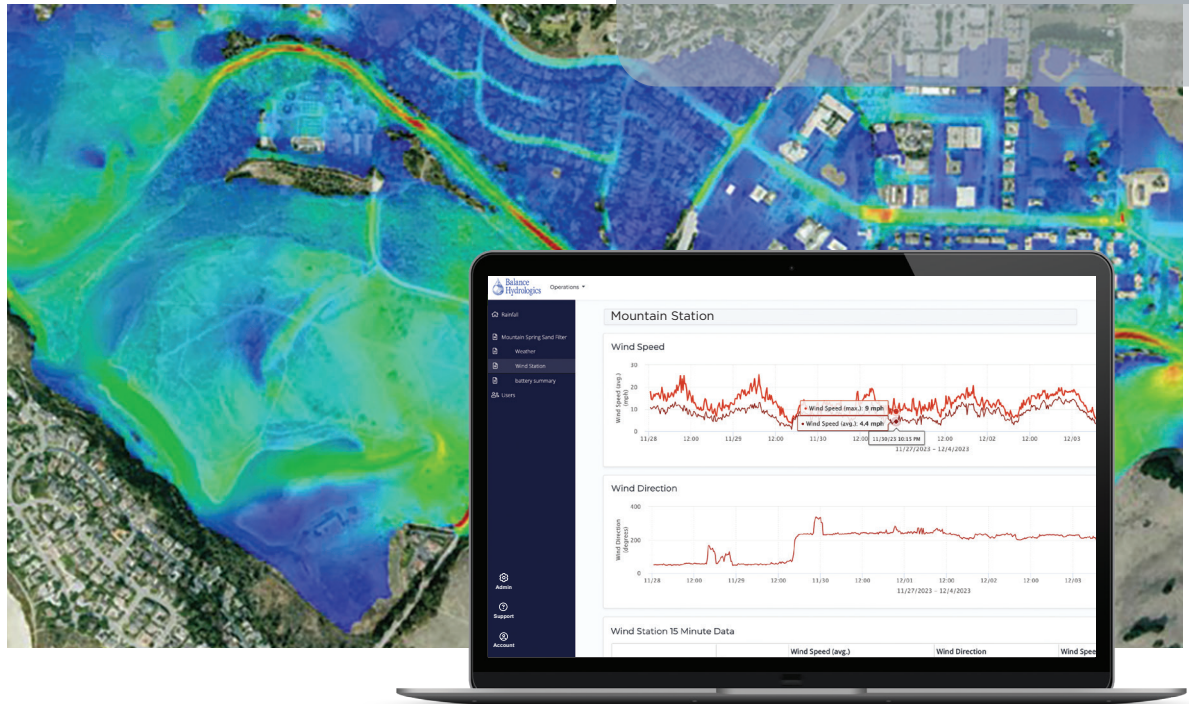 Balance
Hydrologics
Operations
Rainfall
Mountain Spring Sand Filter
Weather
Wind Station
battery summary
Users
Admin
Support
Account
Mountain Station
Wind Speed
Wind Speed (avg.)
(mph)
30
20
10
0
• Wind Speed (max.): 9 mph
• Wind Speed (avg.): 4.4 mph
11/30/23 10:15 PM
11/28 12:00 11/29 12:00 11/30 12:00 12:00 12/02 12:00 12/03
11/27/2023 - 12/4/2023
Wind Direction
Wind Direction
(degrees)
400
200
0
11/28 12:00 11/29 12:00 11/30 12:00 12/01 12:00 12/02 12:00 12/03
11/27/2023 - 12/4/2023
Wind Station 15 Minute Data
Wind Speed (avg.) Wind Direction Wind Spee